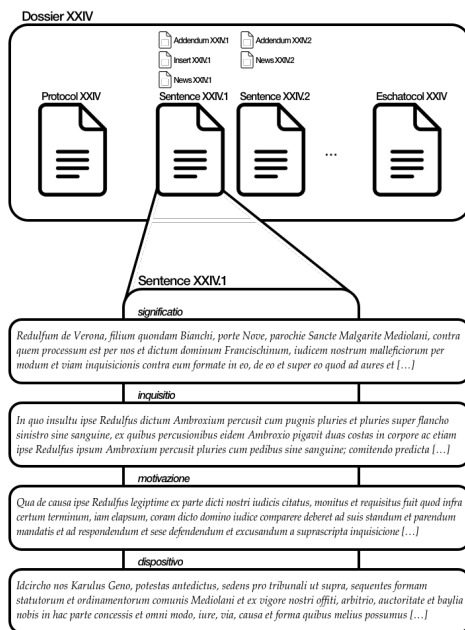 Dossier XXIV
Addendum XXIV.1
Addendum XXIV.2
Insert XXIV.1
News XXIV.2
News XXIV.1
Protocol XXIV
Sentence XXIV.1
Sentence XXIV.2
...
Eschatocol XXIV
Sentence XXIV.1
significatio
Redulfum de Verona, filium quondam Bianchi, porte Nove, parochie Sancte Malgarite Mediolani, contra
quem processum est per nos et dictum dominum Francischinum, iudicem nostrum malleficiorum per
modum et viam inquisicionis contra eum formate in eo, de eo et super eo quod ad aures et [...]
inquisitio
In quo insultu ipse Redulfus dictum Ambroxium percusit cum pugnis pluries et pluries super flancho
sinistro sine sanguine, ex quibus percusionibus eidem Ambroxio pigavit duas costas in corpore ac etiam
ipse Redulfus ipsum Ambroxium percusit pluries cum pedibus sine sanguine; comitendo predicta [...]
motivazione
Qua de causa ipse Redulfus legiptime ex parte dicti nostri iudicis citatus, monitus et requisitus fuit quod infra
certum terminum, iam elapsum, coram dicto domino iudice comparere deberet ad suis standum et parendum
mandatis et ad respondendum et sese defendendum et excusandum a suprascripta inquisicione [...]
dispositivo
Idcircho nos Karulus Geno, potestas antedictus, sedens pro tribunali ut supra, sequentes formam
statutorum et ordinamentorum comunis Mediolani et ex vigore nostri offiti, arbitrio, auctoritate et baylia
nobis in hac parte concessis et omni modo, iure, via, causa et forma quibus melius possumus [...]